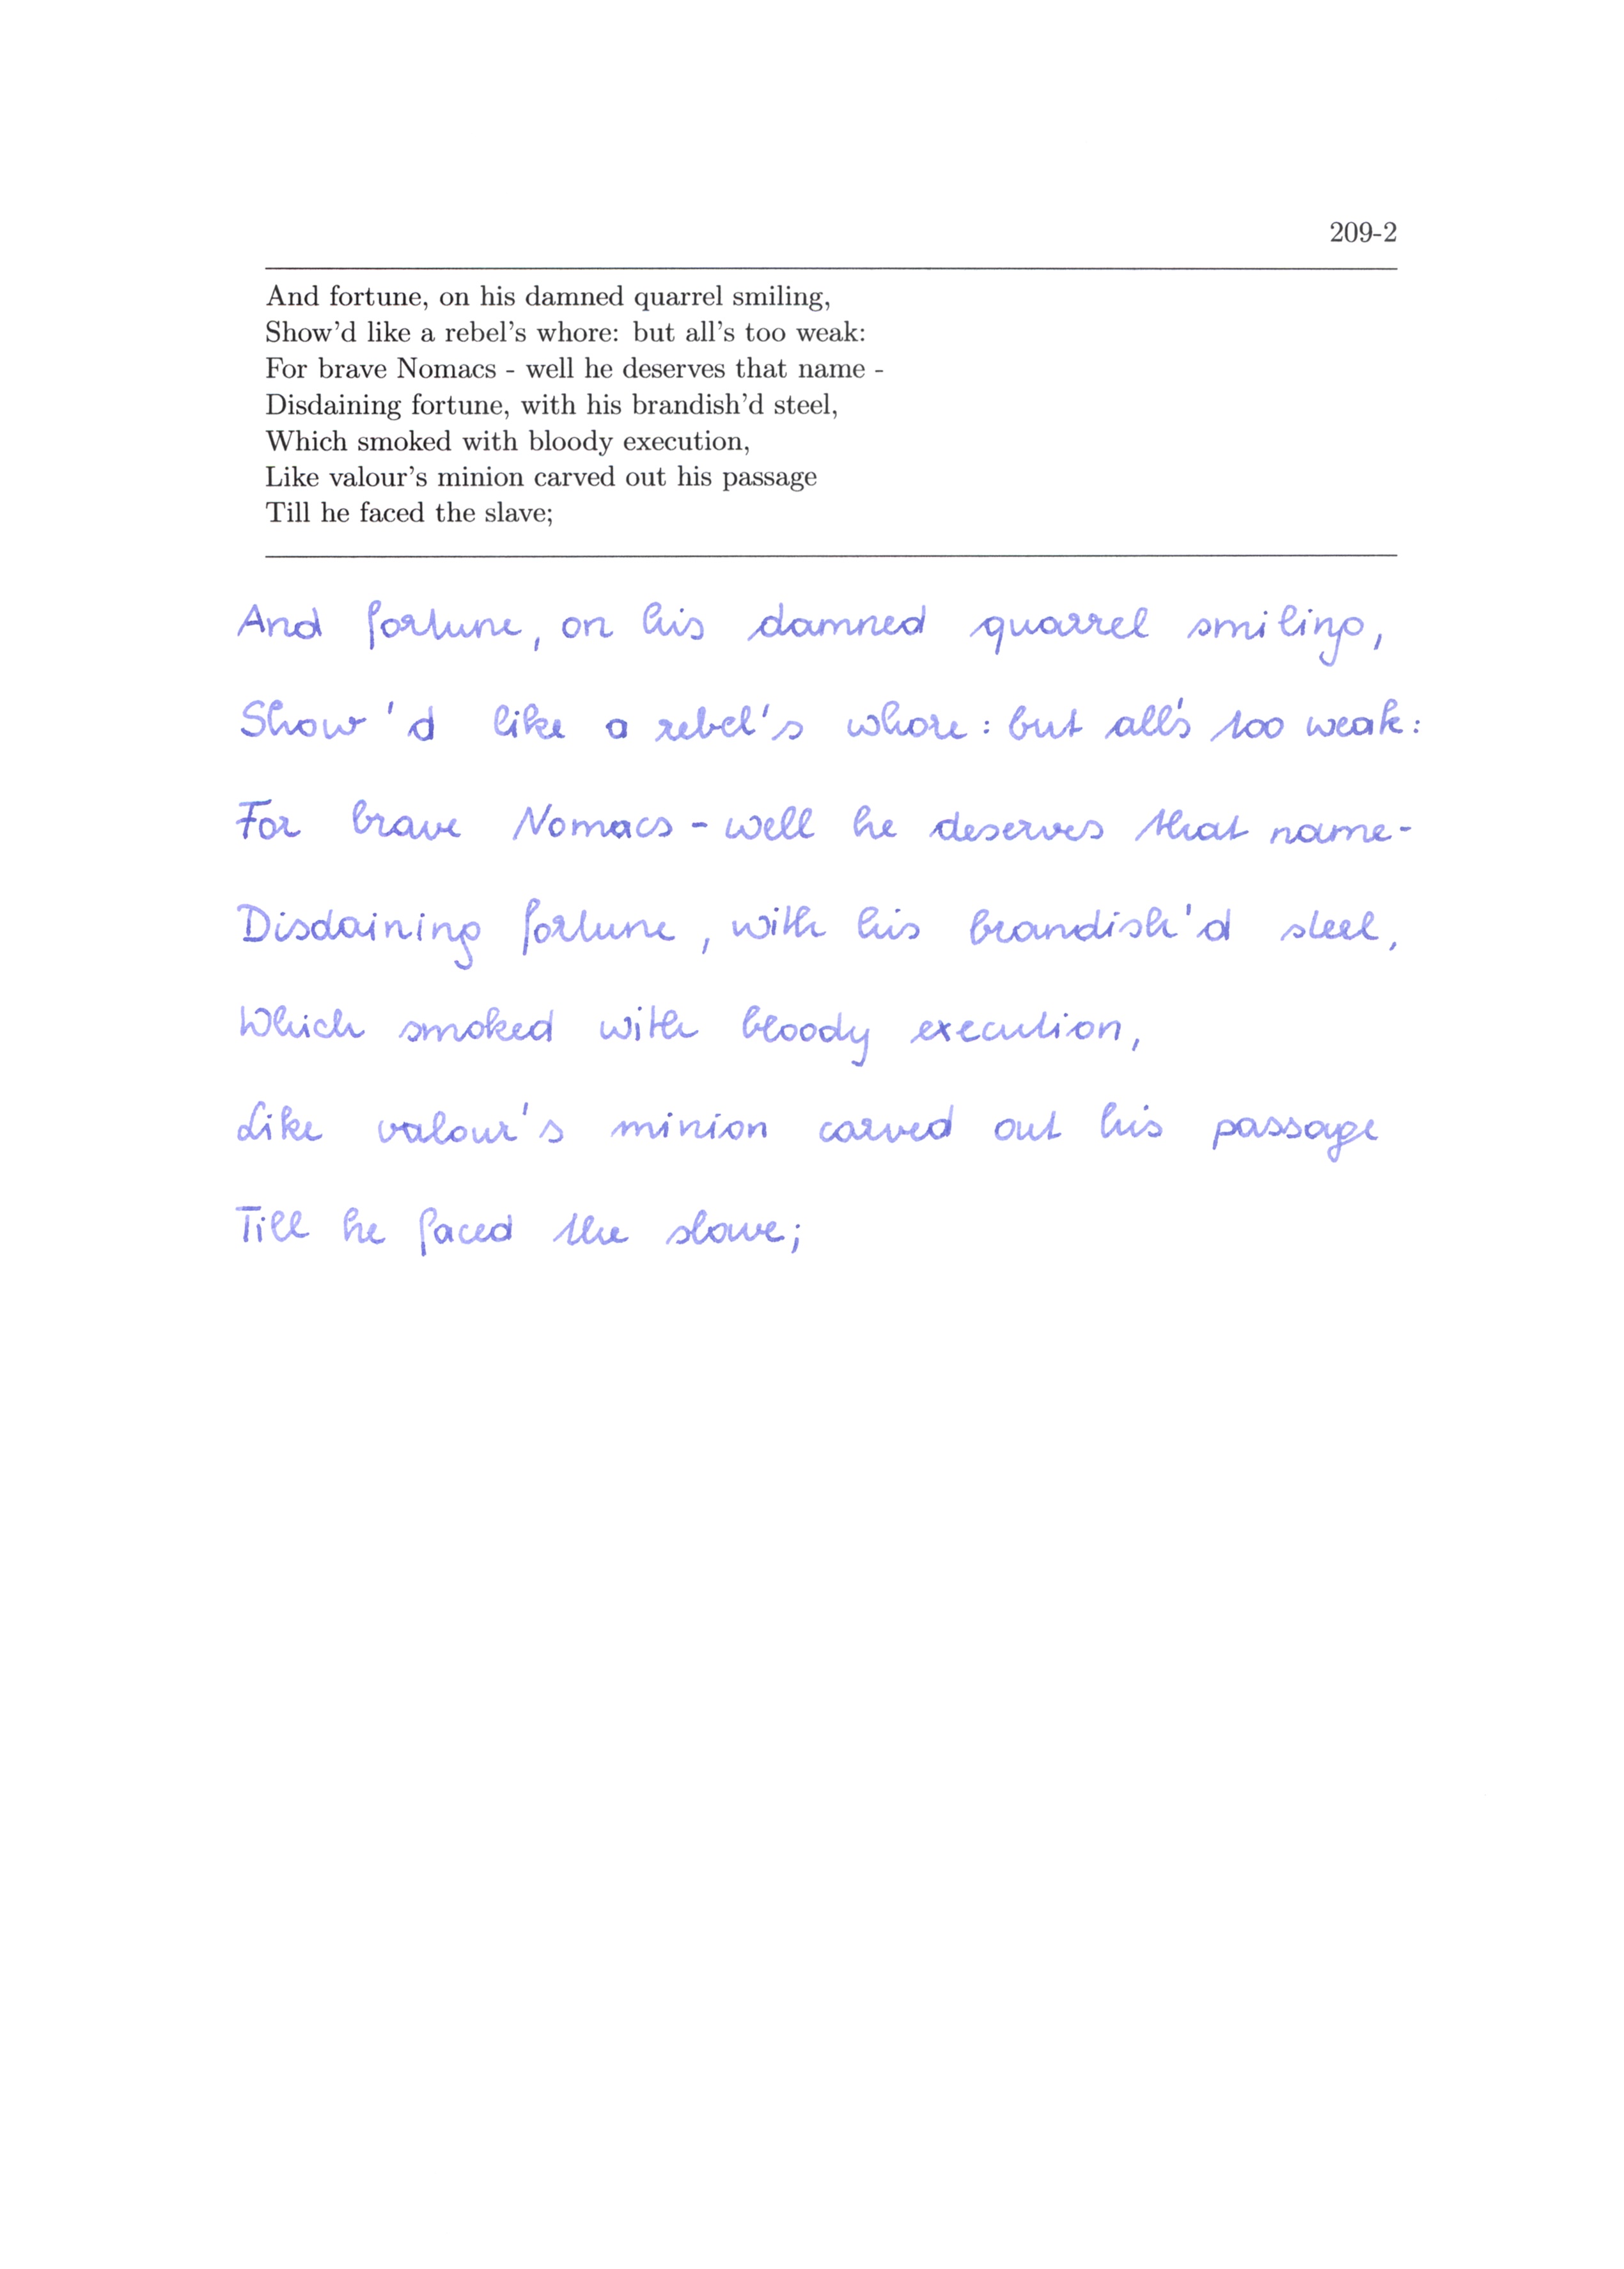 209-2
And fortune, on his damned quarrel smiling,
Show'd like a rebel's whore: but all's too weak:
For brave Nomacs - well he deserves that name -
Disdaining fortune, with his brandish'd steel,
Which smoked with bloody execution,
Like valour's minion carved out his passage
Till he faced the slave;
And fortune, on his damned quarrel smiling,
Show'd like a rebel's whore: but all's too weak:
For brave Nomacs - well he deserves that name-
Disdaining fortune, with his brandish'd steel,
Which smoked with bloody execution,
Like valour's minion carved out his passage
Till he faced the slave;